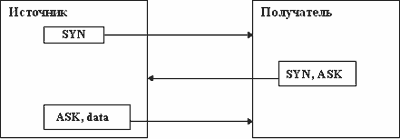 Источник
Получатель
SYN
SYN, ASK
ASK, data